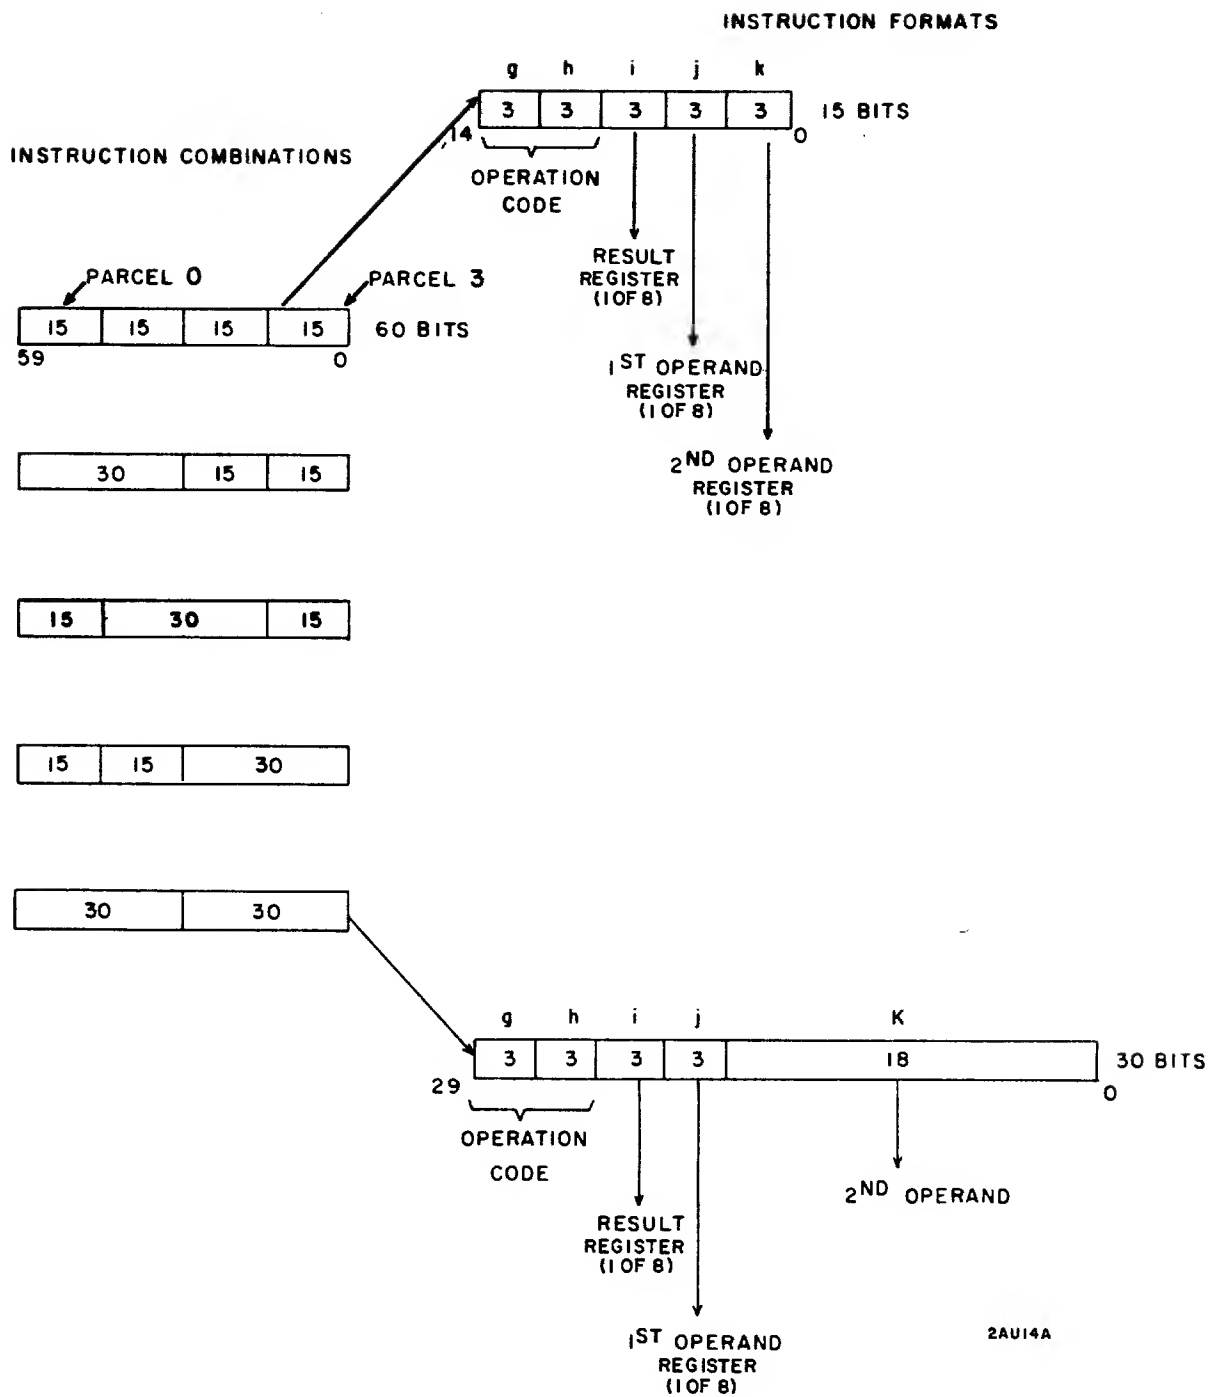 INSTRUCTION FORMATS
g h i j k
3 3 3 3 3 15 BITS
14 0
OPERATION
CODE
RESULT
REGISTER
(1 OF 8)
1ST OPERAND
REGISTER
(1 OF 8)
2ND OPERAND
REGISTER
(1 OF 8)
INSTRUCTION COMBINATIONS
PARCEL 0 PARCEL 3
15 15 15 15 60 BITS
59 0
30 15 15
15 30 15
15 15 30
30 30
g h i j K
3 3 3 3 18 30 BITS
29 0
OPERATION
CODE
RESULT
REGISTER
(1 OF 8)
1ST OPERAND
REGISTER
(1 OF 8)
2ND OPERAND
2AU14A